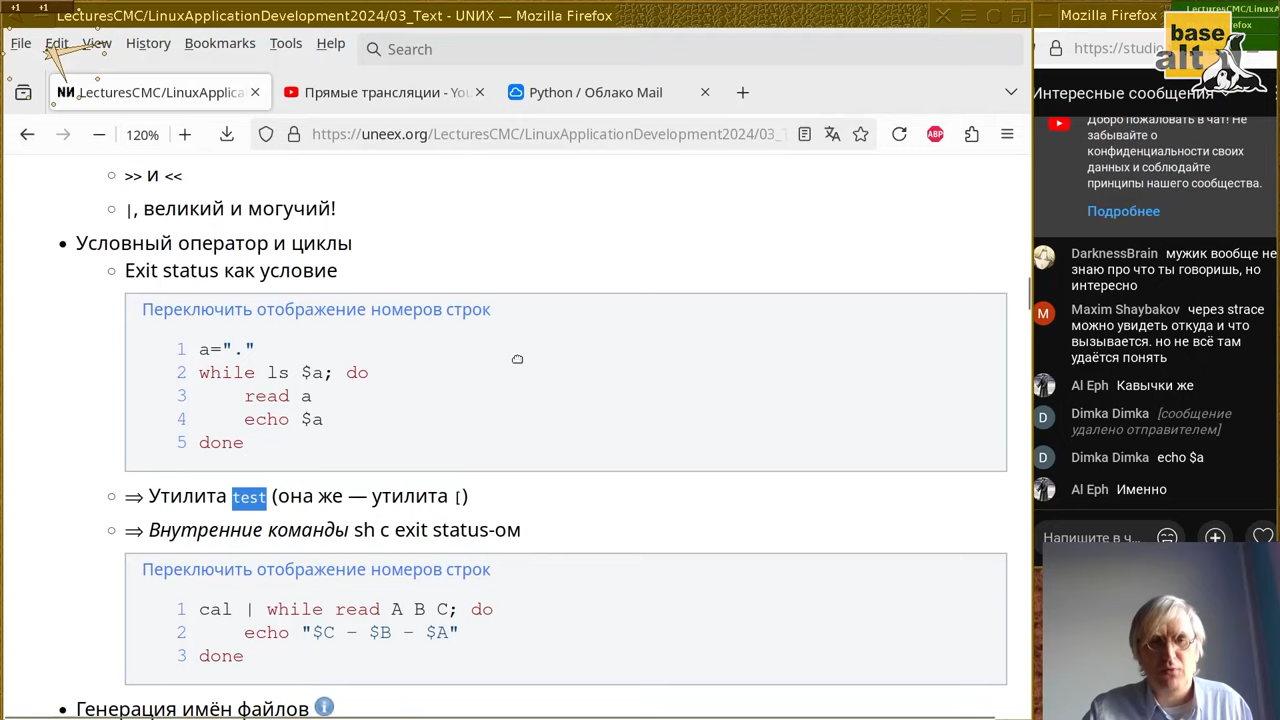 +1 +1
LecturesCMC/LinuxApplicationDevelopment2024/03_Text - UNИX — Mozilla Firefox
Mozilla Firefox
File Edit View History Bookmarks Tools Help
Search
https://studio
base
alt
LecturesCMC/LinuxApplica
Прямые трансляции - You
Python / Облако Mail
Интересные сообщения
120%
https://uneex.org/LecturesCMC/LinuxApplicationDevelopment2024/03_
ABP
>> и <<
|, великий и могучий!
Условный оператор и циклы
Exit status как условие
Переключить отображение номеров строк
1 a="."
2 while ls $a; do
3 read a
4 echo $a
5 done
⇒ Утилита test (она же — утилита [)
⇒ Внутренние команды sh с exit status-ом
Переключить отображение номеров строк
1 cal | while read A B C; do
2 echo "$C – $B – $A"
3 done
Генерация имён файлов
Добро пожаловать в чат! Не
забывайте о
конфиденциальности своих
данных и соблюдайте
принципы нашего сообщества.
Подробнее
DarknessBrain мужик вообще не
знаю про что ты говоришь, но
интересно
M Maxim Shaybakov через strace
можно увидеть откуда и что
вызывается. но не всё там
удаётся понять
Al Eph Кавычки же
D Dimka Dimka [сообщение
удалено отправителем]
D Dimka Dimka echo $a
Al Eph Именно
Напишите в ч...